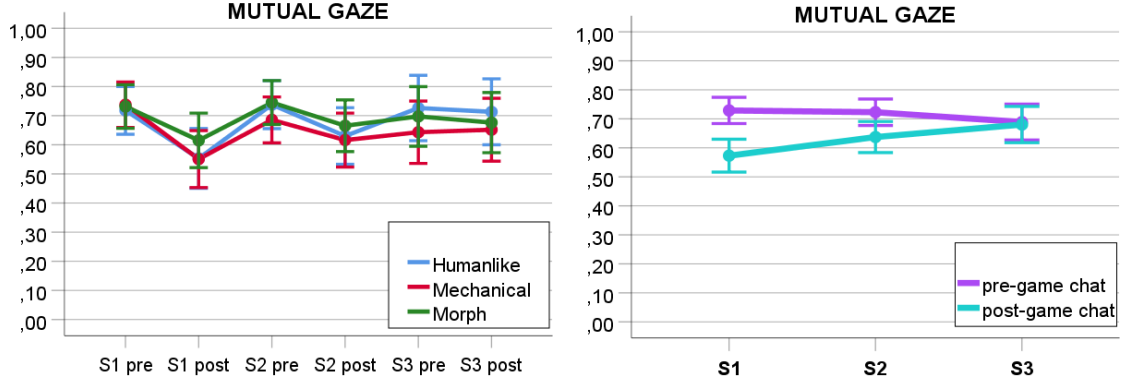 MUTUAL GAZE
1,00
,90
,80
,70
,60
,50
,40
,30
,20
,10
,00
Humanlike
Mechanical
Morph
S1 pre S1 post S2 pre S2 post S3 pre S3 post
MUTUAL GAZE
1,00
,90
,80
,70
,60
,50
,40
,30
,20
,10
,00
pre-game chat
post-game chat
S1 S2 S3